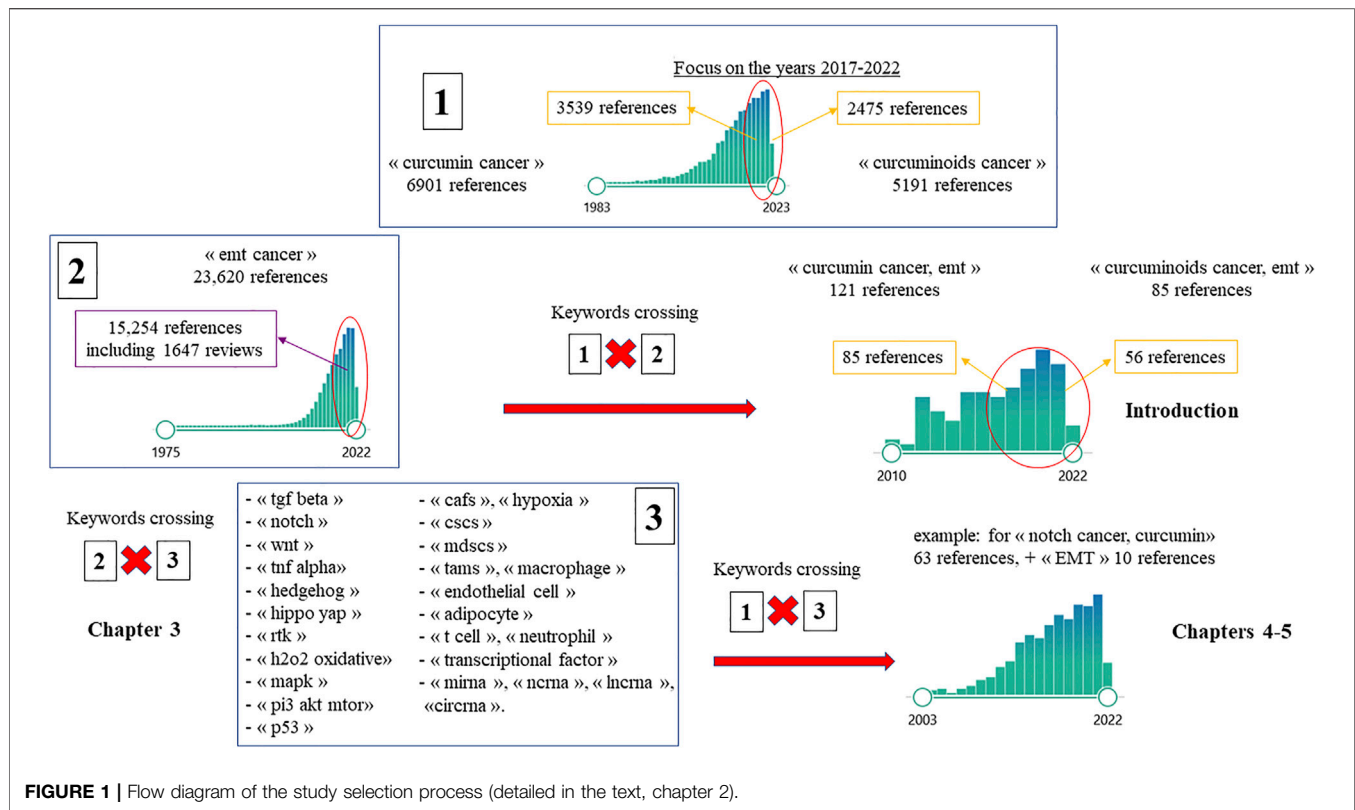 1
Focus on the years 2017-2022
3539 references
2475 references
« curcumin cancer »
6901 references
« curcuminoids cancer »
5191 references
1983
2023
2
« emt cancer »
23,620 references
15,254 references
including 1647 reviews
1975
2022
Keywords crossing
1 2
« curcumin cancer, emt »
121 references
« curcuminoids cancer, emt »
85 references
85 references
56 references
Introduction
2010
2022
Keywords crossing
2 3
Chapter 3
3
- « tgf beta »
- « notch »
- « wnt »
- « tnf alpha»
- « hedgehog »
- « hippo yap »
- « rtk »
- « h2o2 oxidative»
- « mapk »
- « pi3 akt mtor»
- « p53 »
- « cafs », « hypoxia »
- « cscs »
- « mdscs »
- « tams », « macrophage »
- « endothelial cell »
- « adipocyte »
- « t cell », « neutrophil »
- « transcriptional factor »
- « mirna », « ncrna », « lncrna »,
«circrna ».
Keywords crossing
1 3
example: for « notch cancer, curcumin»
63 references, + « EMT » 10 references
Chapters 4-5
2003
2022
FIGURE 1 | Flow diagram of the study selection process (detailed in the text, chapter 2).